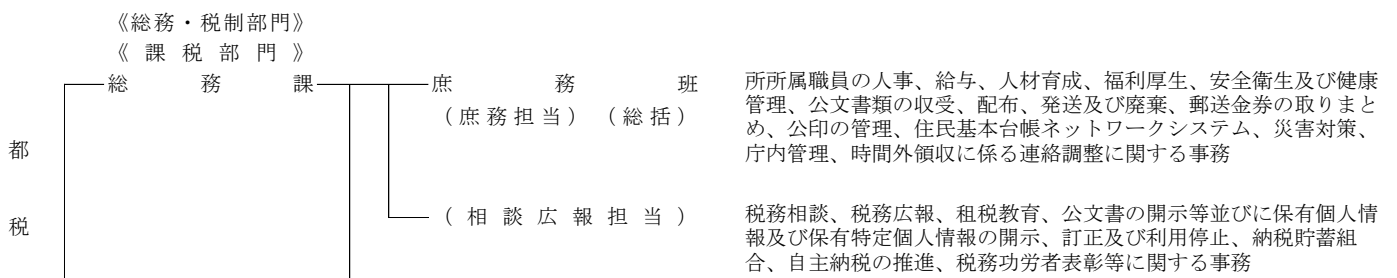 《総務・税制部門》
《課税部門》
総務課
庶務班
(庶務担当)(総括)
所所属職員の人事、給与、人材育成、福利厚生、安全衛生及び健康
管理、公文書類の収受、配布、発送及び廃棄、郵送金券の取りまと
め、公印の管理、住民基本台帳ネットワークシステム、災害対策、
庁内管理、時間外領収に係る連絡調整に関する事務
都
税
(相談広報担当)
税務相談、税務広報、租税教育、公文書の開示等並びに保有個人情
報及び保有特定個人情報の開示、訂正及び利用停止、納税貯蓄組
合、自主納税の推進、税務功労者表彰等に関する事務